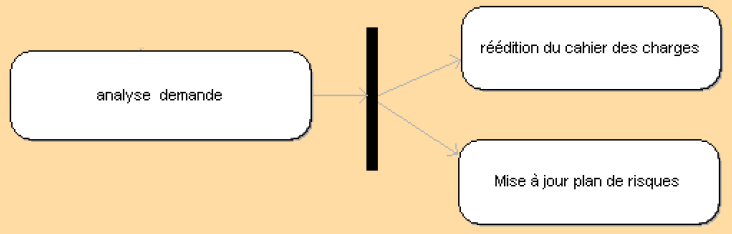 analyse demande
réédition du cahier des charges
Mise à jour plan de risques